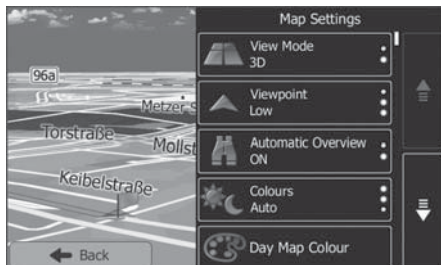 Map Settings
View Mode
3D
96a
Viewpoint
Low
Metzer S
Torstraße
Mollst
Automatic Overview
ON
Keibelstraße
Colours
Auto
Back
Day Map Colour